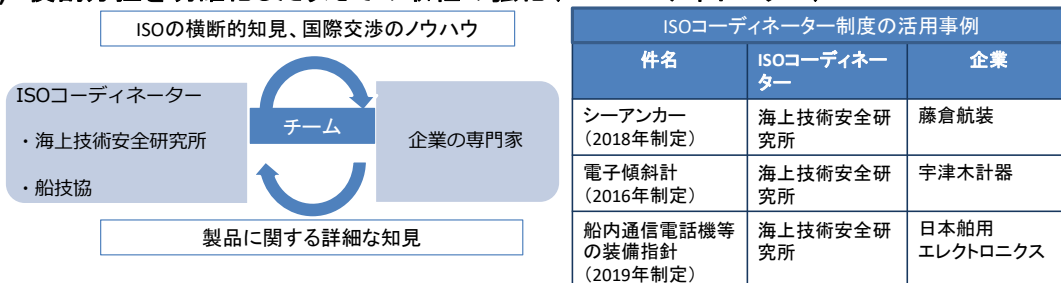 ISOの横断的知見、国際交渉のノウハウ
ISOコーディネーター
・海上技術安全研究所
・船技協
チーム
企業の専門家
製品に関する詳細な知見
ISOコーディネーター制度の活用事例
件名
ISOコーディネー
ター
企業
シーアンカー
（2018年制定）
海上技術安全研
究所
藤倉航装
電子傾斜計
（2016年制定）
海上技術安全研
究所
宇津木計器
船内通信電話機等
の装備指針
（2019年制定）
海上技術安全研
究所
日本舶用
エレクトロニクス